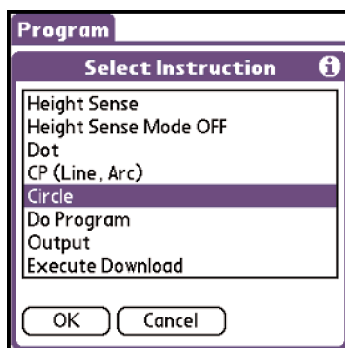 Program
Select Instruction i
Height Sense
Height Sense Mode OFF
Dot
CP (Line, Arc)
Circle
Do Program
Output
Execute Download
OK Cancel